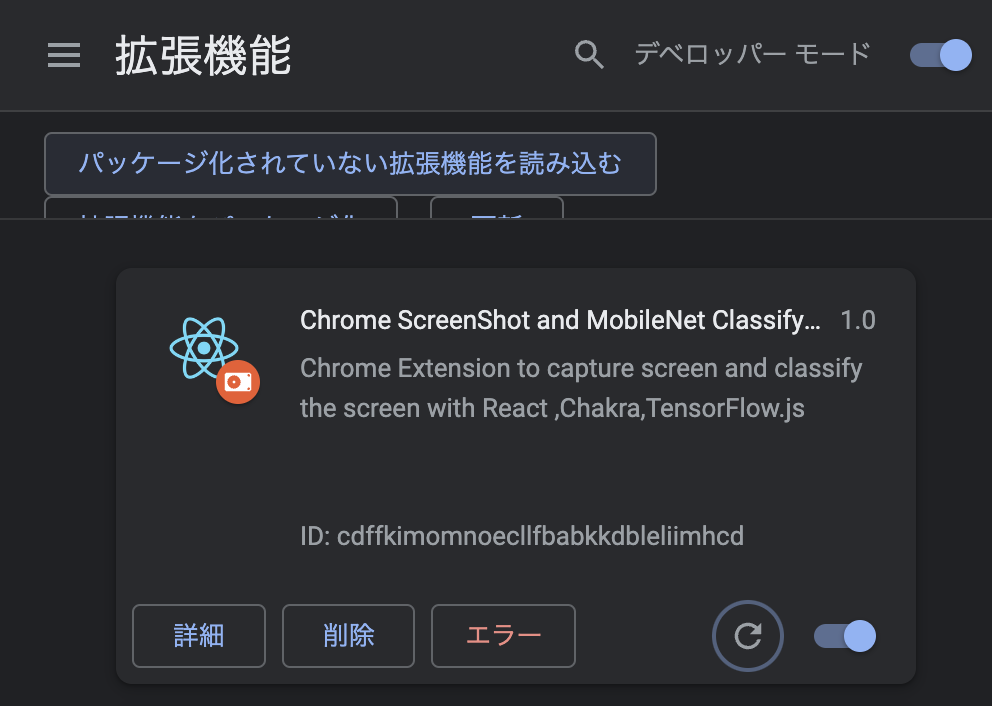 拡張機能
デベロッパー モード
パッケージ化されていない拡張機能を読み込む
Chrome ScreenShot and MobileNet Classify… 1.0
Chrome Extension to capture screen and classify
the screen with React ,Chakra,TensorFlow.js
ID: cdffkimomnoecllfbabkkdbleliimhcd
詳細
削除
エラー